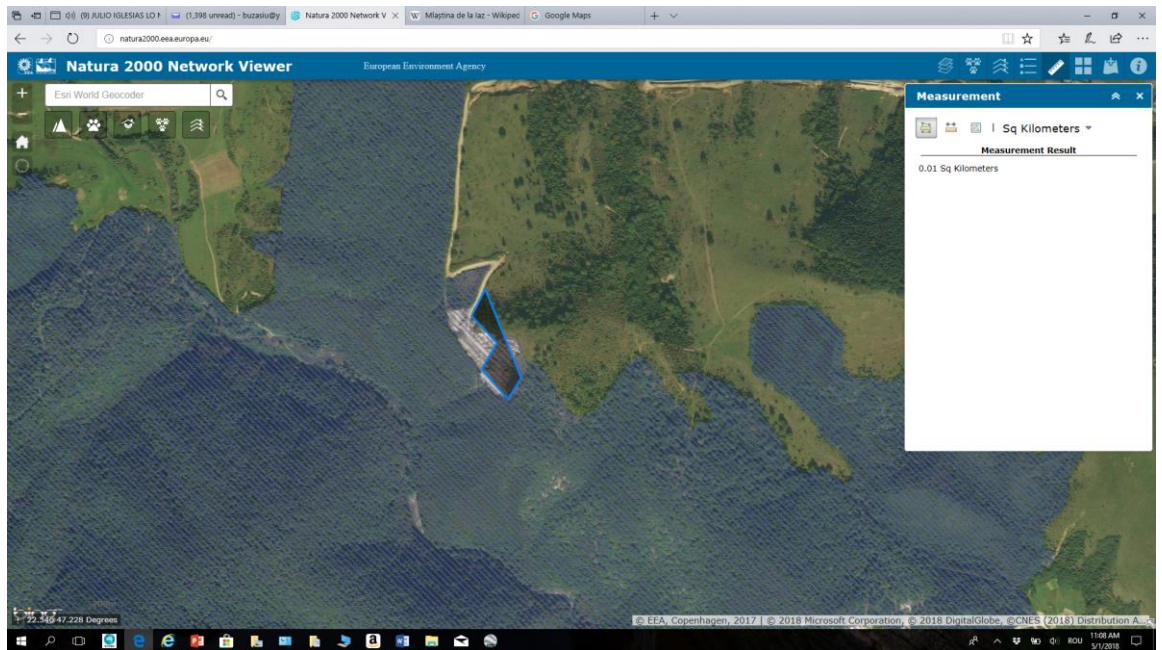 (9) JULIO IGLESIAS LO
(1,398 unread) - buzasiu@y
Natura 2000 Network V
Mlaștina de la Iaz - Wikiped
Google Maps
natura2000.eea.europa.eu/
Natura 2000 Network Viewer
European Environment Agency
Esri World Geocoder
Measurement
Sq Kilometers
Measurement Result
0.01 Sq Kilometers
22.540 47.228 Degrees
© EEA, Copenhagen, 2017 | © 2018 Microsoft Corporation, © 2018 DigitalGlobe, ©CNES (2018) Distribution A...
ROU
11:08 AM
5/1/2018